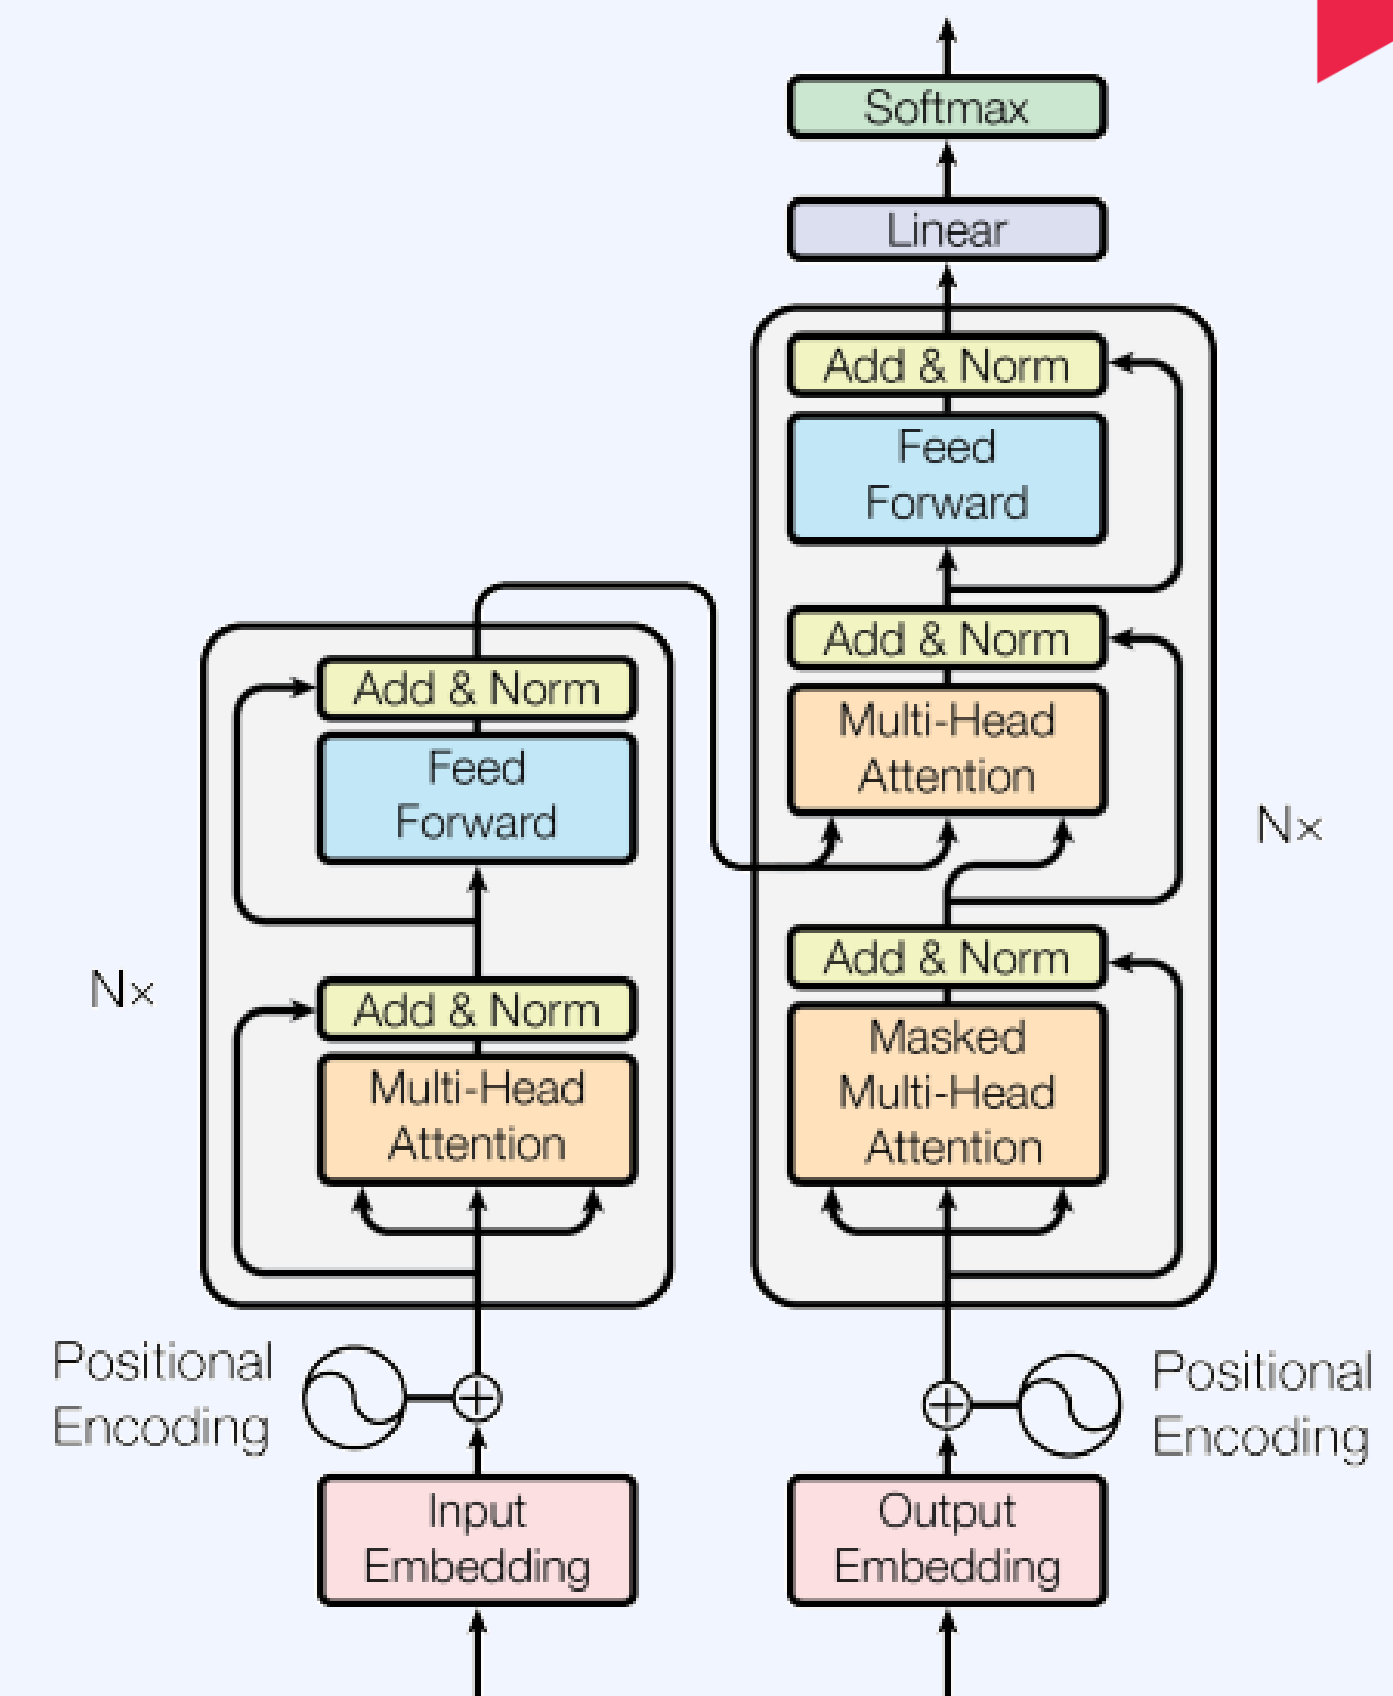 Softmax
Linear
Add & Norm
Feed
Forward
Add & Norm
Multi-Head
Attention
Nx
Add & Norm
Masked
Multi-Head
Attention
Add & Norm
Feed
Forward
Nx
Add & Norm
Multi-Head
Attention
Positional
Encoding
Positional
Encoding
Input
Embedding
Output
Embedding